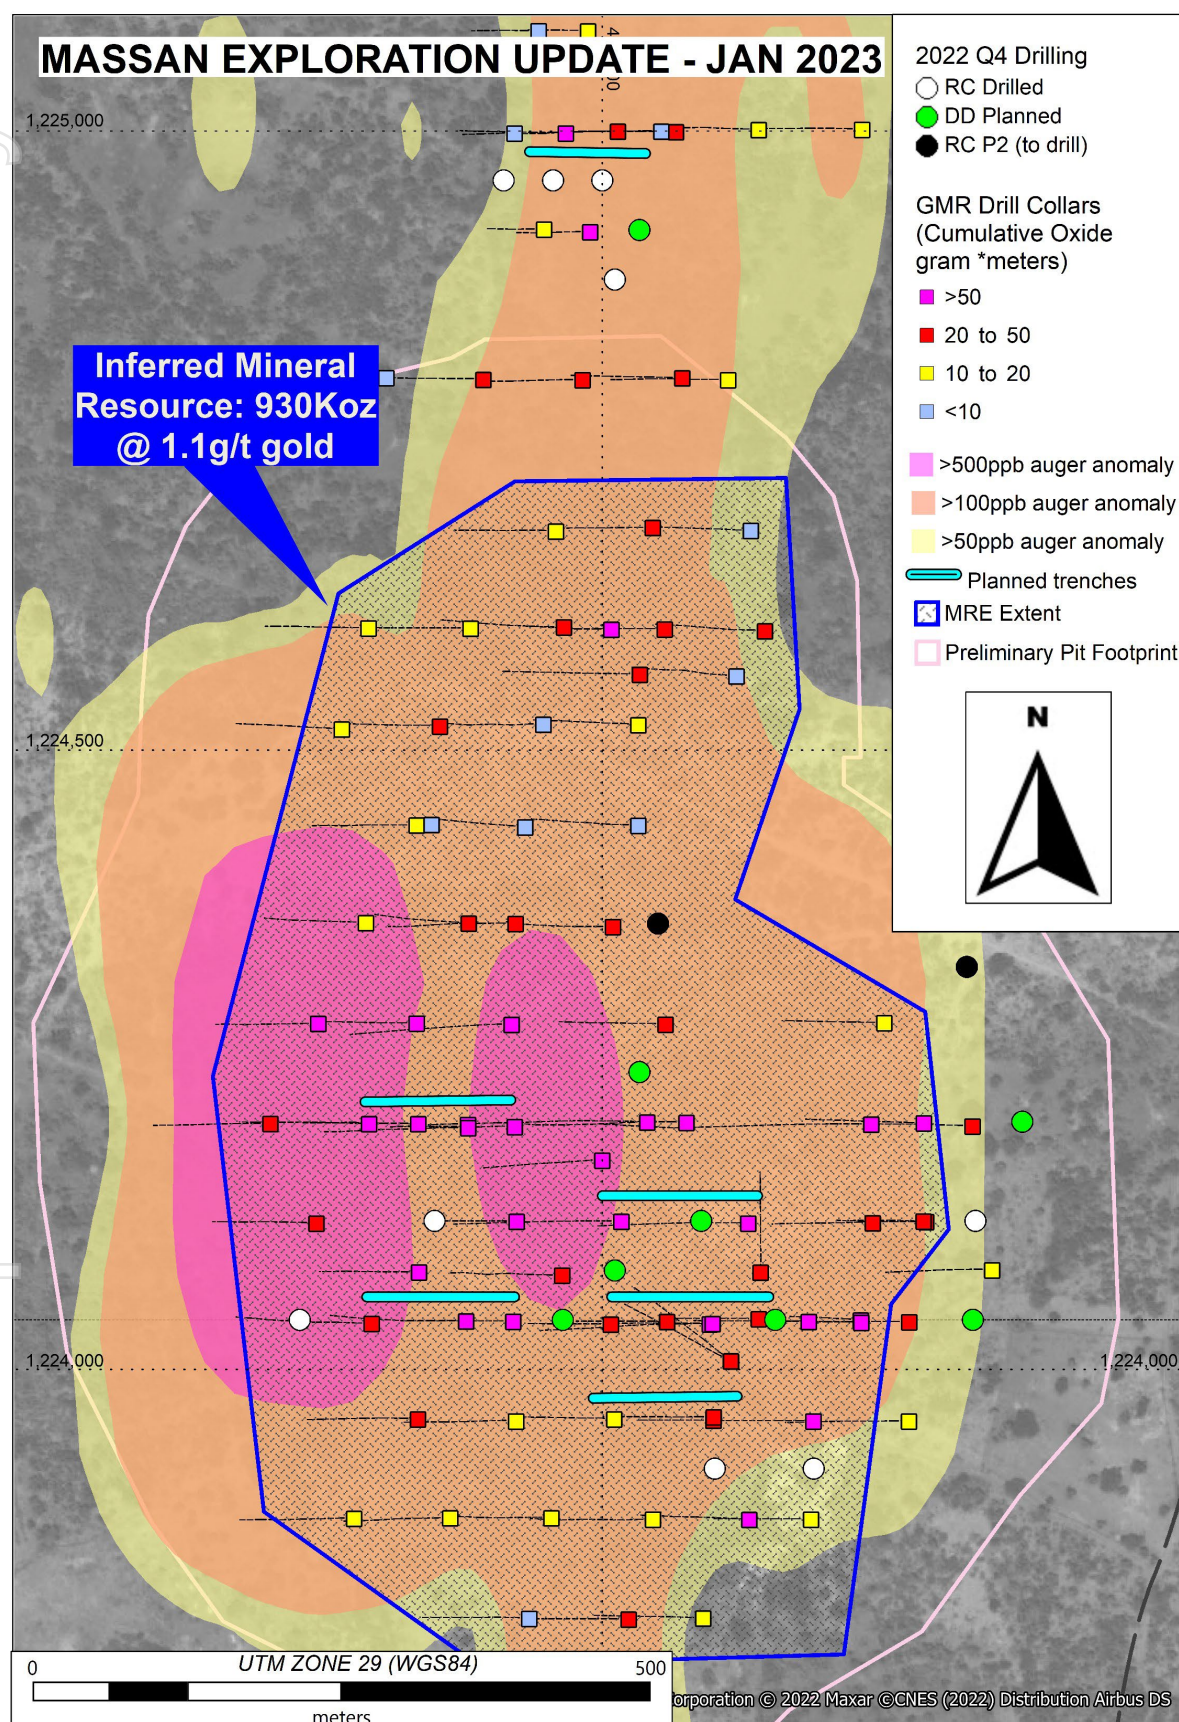 MASSAN EXPLORATION UPDATE - JAN 2023
1,225,000
Inferred Mineral
Resource: 930Koz
@ 1.1g/t gold
1,224,500
1,224,000
1,224,000
2022 Q4 Drilling
RC Drilled
DD Planned
RC P2 (to drill)
GMR Drill Collars
(Cumulative Oxide
gram *meters)
>50
20 to 50
10 to 20
<10
>500ppb auger anomaly
>100ppb auger anomaly
>50ppb auger anomaly
Planned trenches
MRE Extent
Preliminary Pit Footprint
N
UTM ZONE 29 (WGS84)
0
500
meters
© 2022 Maxar ©CNES (2022) Distribution Airbus DS